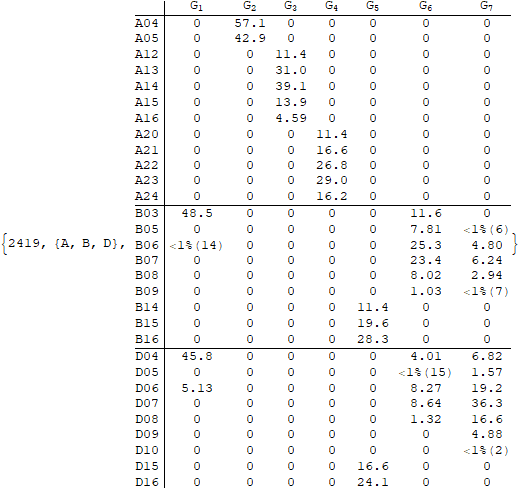 G1 G2 G3 G4 G5 G6 G7
A04 0 57.1 0 0 0 0 0
A05 0 42.9 0 0 0 0 0
A12 0 0 11.4 0 0 0 0
A13 0 0 31.0 0 0 0 0
A14 0 0 39.1 0 0 0 0
A15 0 0 13.9 0 0 0 0
A16 0 0 4.59 0 0 0 0
A20 0 0 0 11.4 0 0 0
A21 0 0 0 16.6 0 0 0
A22 0 0 0 26.8 0 0 0
A23 0 0 0 29.0 0 0 0
A24 0 0 0 16.2 0 0 0
B03 48.5 0 0 0 0 11.6 0
B05 0 0 0 0 0 7.81 <1%(6)
{2419, {A, B, D}, B06 <1%(14) 0 0 0 0 25.3 4.80 }
B07 0 0 0 0 0 23.4 6.24
B08 0 0 0 0 0 8.02 2.94
B09 0 0 0 0 0 1.03 <1%(7)
B14 0 0 0 0 11.4 0 0
B15 0 0 0 0 19.6 0 0
B16 0 0 0 0 28.3 0 0
D04 45.8 0 0 0 0 4.01 6.82
D05 0 0 0 0 0 <1%(15) 1.57
D06 5.13 0 0 0 0 8.27 19.2
D07 0 0 0 0 0 8.64 36.3
D08 0 0 0 0 0 1.32 16.6
D09 0 0 0 0 0 0 4.88
D10 0 0 0 0 0 0 <1%(2)
D15 0 0 0 0 16.6 0 0
D16 0 0 0 0 24.1 0 0